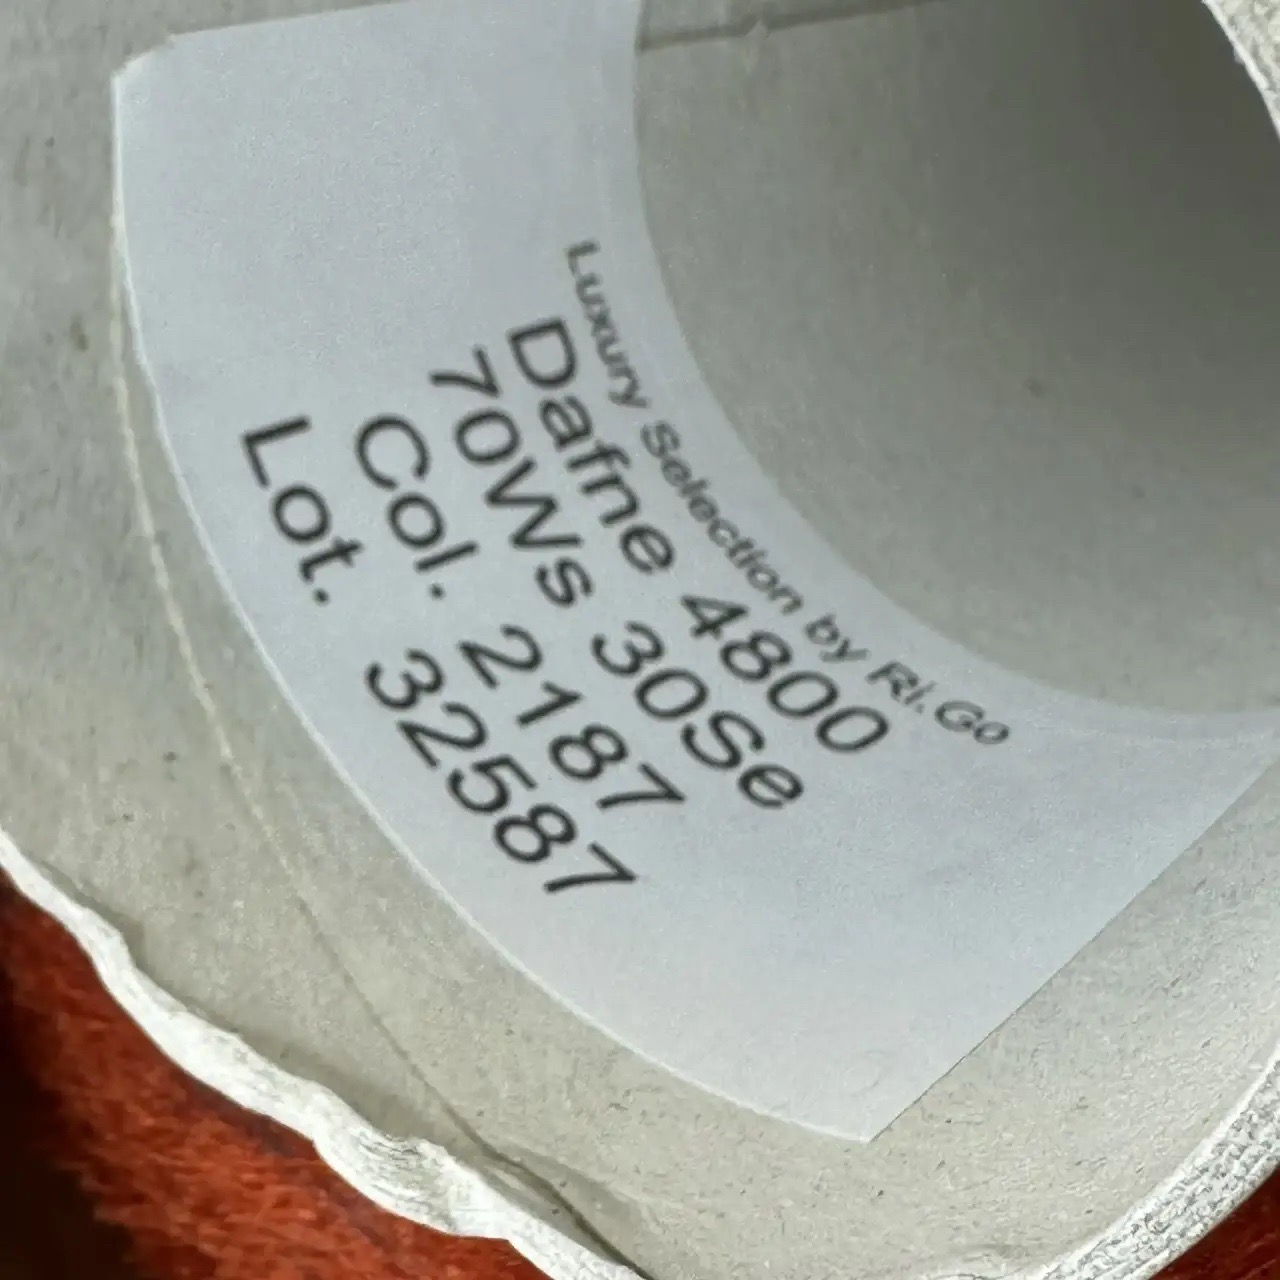 Luxury Selection by Ri.Go
Dafne 4800
70Ws 30Se
Col. 2187
Lot. 32587